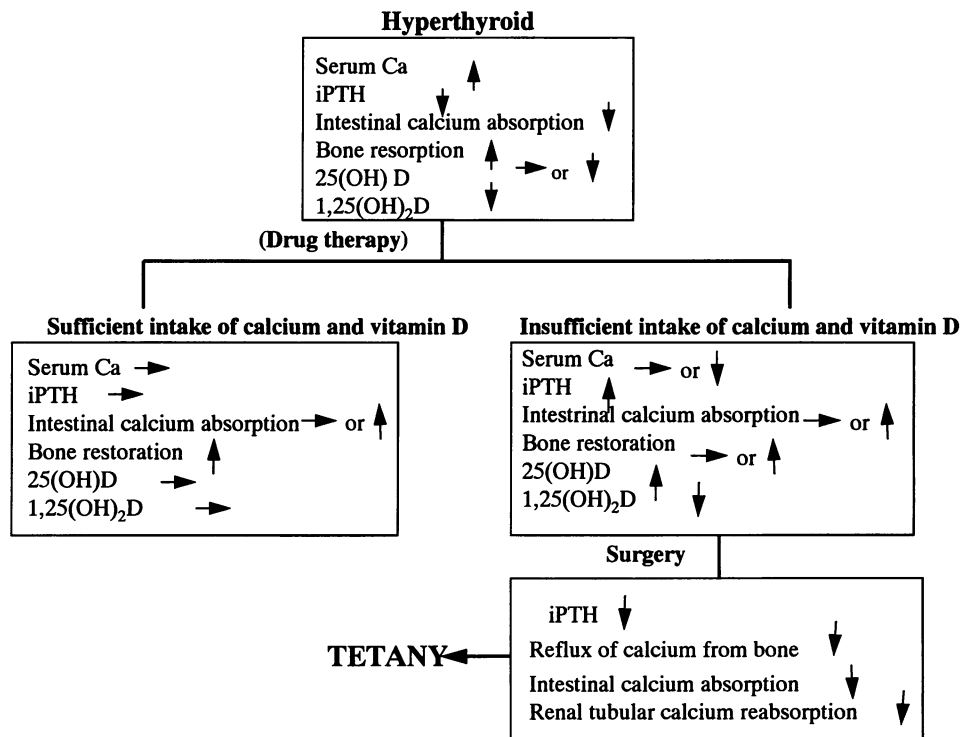 Hyperthyroid
Serum Ca ↑
iPTH ↓
Intestinal calcium absorption ↓
Bone resorption ↑
25(OH) D → or ↓
1,25(OH)₂D ↓
(Drug therapy)
Sufficient intake of calcium and vitamin D
Serum Ca →
iPTH →
Intestinal calcium absorption → or ↑
Bone restoration ↑
25(OH)D →
1,25(OH)₂D →
Insufficient intake of calcium and vitamin D
Serum Ca → or ↓
iPTH ↑
Intestrinal calcium absorption → or ↑
Bone restoration → or ↑
25(OH)D ↑
1,25(OH)₂D ↓
Surgery
iPTH ↓
Reflux of calcium from bone ↓
Intestinal calcium absorption ↓
Renal tubular calcium reabsorption ↓
TETANY